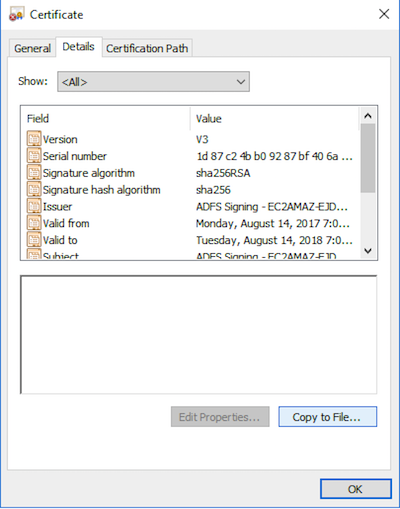 Certificate
General Details Certification Path
Show: <All>
Field Value
Version V3
Serial number 1d 87 c2 4b b0 92 87 bf 40 6a ...
Signature algorithm sha256RSA
Signature hash algorithm sha256
Issuer ADFS Signing - EC2AMAZ-EJD...
Valid from Monday, August 14, 2017 7:0...
Valid to Tuesday, August 14, 2018 7:0...
Subject ADFS Signing - EC2AMAZ-EJD...
Edit Properties... Copy to File...
OK